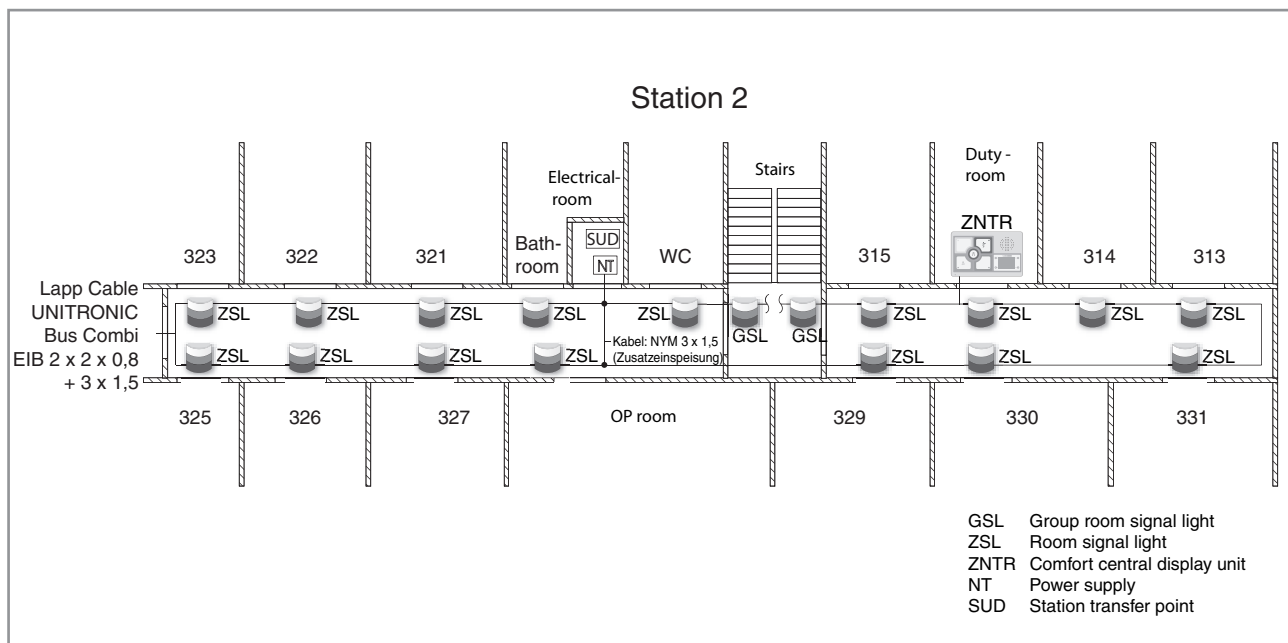 Station 2
Electrical-
room
Stairs
Duty -
room
323
322
321
Bath-
room
SUD
NT
WC
315
ZNTR
314
313
Lapp Cable
UNITRONIC
Bus Combi
EIB 2 x 2 x 0,8
+ 3 x 1,5
ZSL
ZSL
ZSL
ZSL
ZSL
GSL
GSL
ZSL
ZSL
ZSL
ZSL
Kabel: NYM 3 x 1,5
(Zusatzeinspeisung)
ZSL
ZSL
ZSL
ZSL
ZSL
ZSL
ZSL
325
326
327
OP room
329
330
331
GSL Group room signal light
ZSL Room signal light
ZNTR Comfort central display unit
NT Power supply
SUD Station transfer point